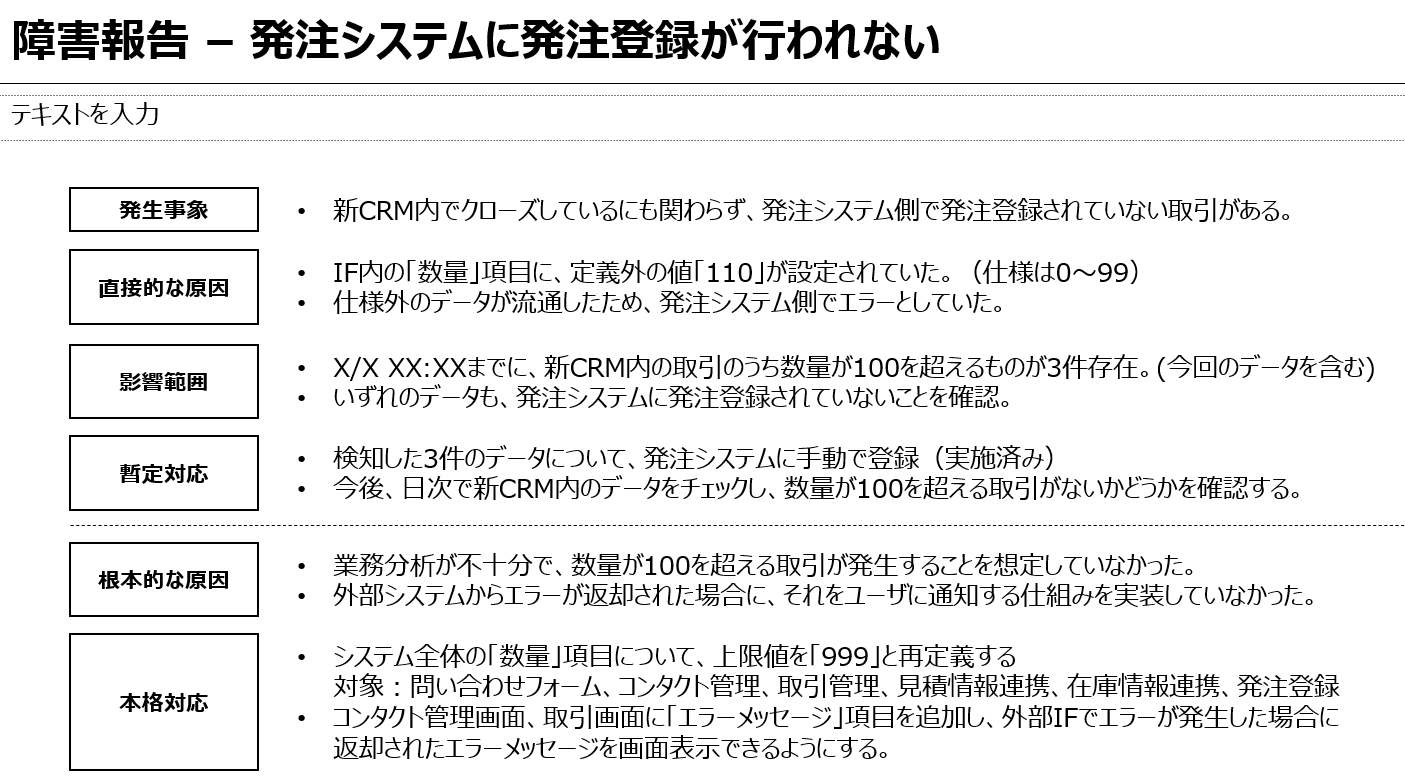 障害報告 – 発注システムに発注登録が行われない
テキストを入力
発生事象
• 新CRM内でクローズしているにも関わらず、発注システム側で発注登録されていない取引がある。
直接的な原因
• IF内の「数量」項目に、定義外の値「110」が設定されていた。（仕様は0～99）
• 仕様外のデータが流通したため、発注システム側でエラーとしていた。
影響範囲
• X/X XX:XXまでに、新CRM内の取引のうち数量が100を超えるものが3件存在。(今回のデータを含む)
• いずれのデータも、発注システムに発注登録されていないことを確認。
暫定対応
• 検知した3件のデータについて、発注システムに手動で登録（実施済み）
• 今後、日次で新CRM内のデータをチェックし、数量が100を超える取引がないかどうかを確認する。
根本的な原因
• 業務分析が不十分で、数量が100を超える取引が発生することを想定していなかった。
• 外部システムからエラーが返却された場合に、それをユーザに通知する仕組みを実装していなかった。
本格対応
• システム全体の「数量」項目について、上限値を「999」と再定義する
対象：問い合わせフォーム、コンタクト管理、取引管理、見積情報連携、在庫情報連携、発注登録
• コンタクト管理画面、取引画面に「エラーメッセージ」項目を追加し、外部IFでエラーが発生した場合に
返却されたエラーメッセージを画面表示できるようにする。